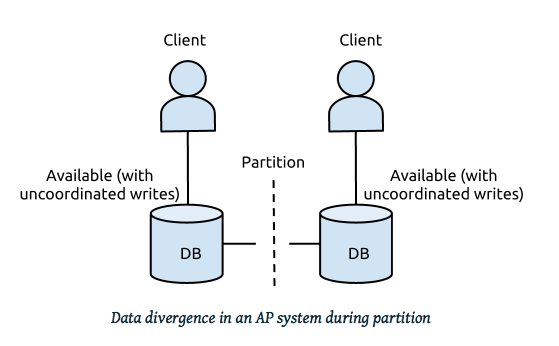 Client
Client
Partition
Available (with
uncoordinated writes)
Available (with
uncoordinated writes)
DB
DB
Data divergence in an AP system during partition